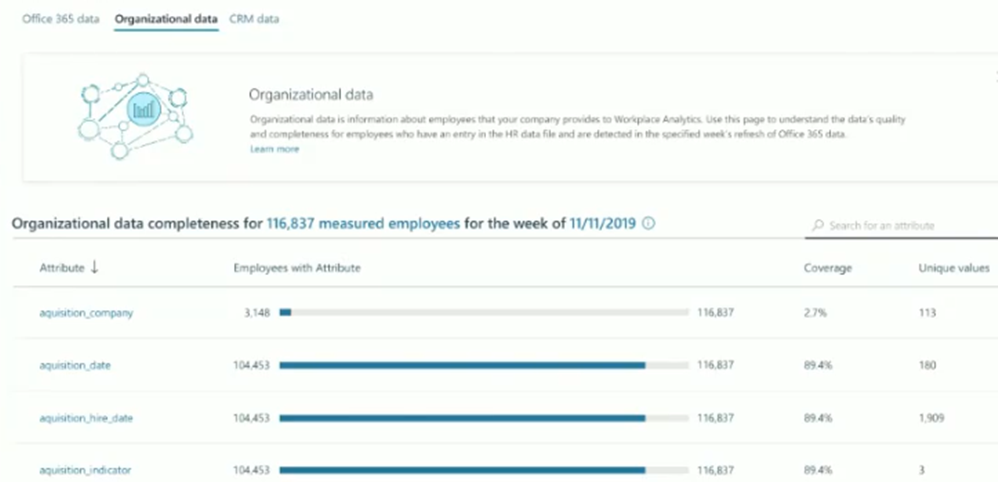 Office 365 data Organizational data CRM data
Organizational data
Organizational data is information about employees that your company provides to Workplace Analytics. Use this page to understand the data's quality
and completeness for employees who have an entry in the HR data file and are detected in the specified week's refresh of Office 365 data.
Learn more
Organizational data completeness for 116,837 measured employees for the week of 11/11/2019
Search for an attribute
Attribute ↓ Employees with Attribute Coverage Unique values
aquisition_company 3,148 116,837 2.7% 113
aquisition_date 104,453 116,837 89.4% 180
aquisition_hire_date 104,453 116,837 89.4% 1,909
aquisition_indicator 104,453 116,837 89.4% 3